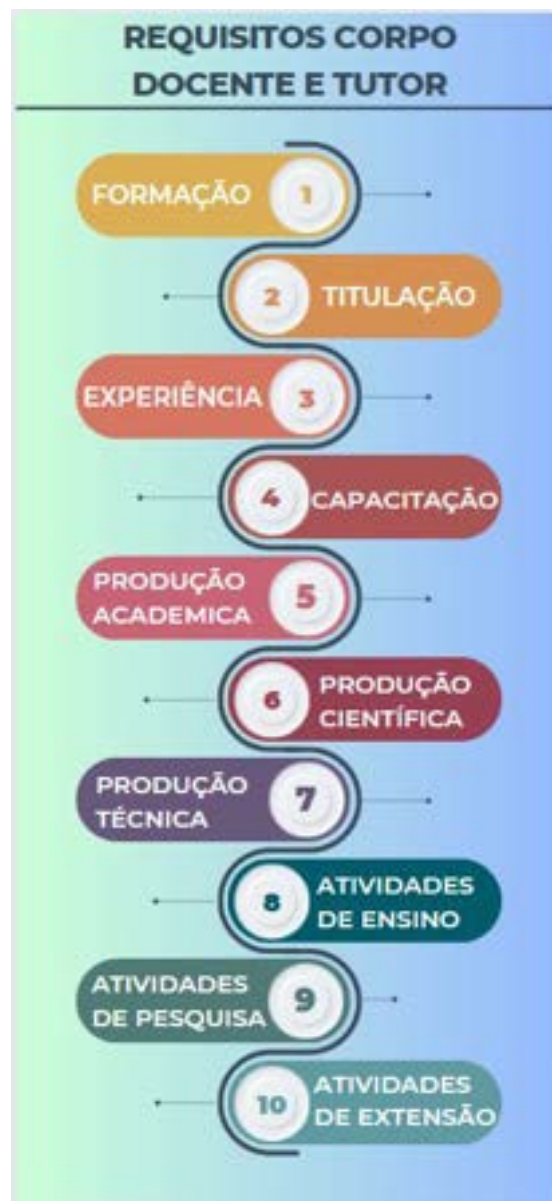 REQUISITOS CORPO
DOCENTE E TUTOR
FORMAÇÃO 1
2 TITULAÇÃO
EXPERIÊNCIA 3
4 CAPACITAÇÃO
PRODUÇÃO
ACADEMICA 5
6 PRODUÇÃO
CIENTÍFICA
PRODUÇÃO
TÉCNICA 7
8 ATIVIDADES
DE ENSINO
ATIVIDADES
DE PESQUISA 9
10 ATIVIDADES
DE EXTENSÃO